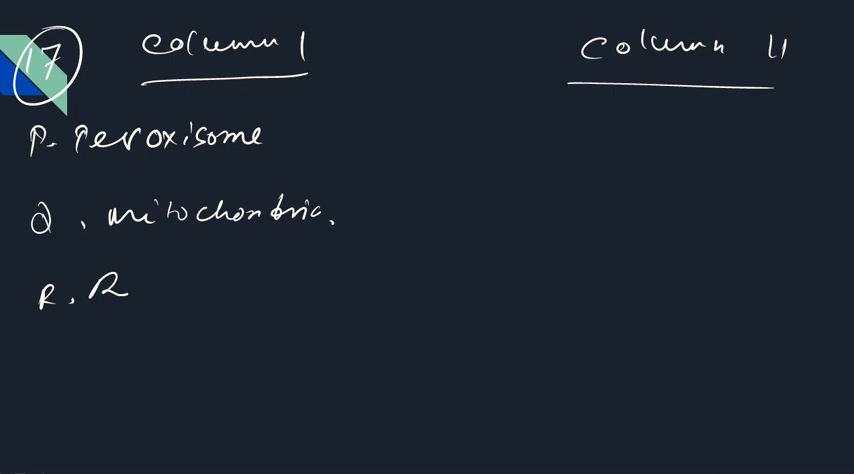 17 Column I Column II
P. Peroxisome
Q. mitochondria.
R. R